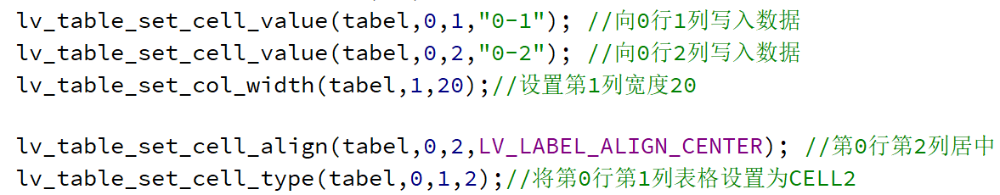 lv_table_set_cell_value(tabel,0,1,"0-1"); //向0行1列写入数据
lv_table_set_cell_value(tabel,0,2,"0-2"); //向0行2列写入数据
lv_table_set_col_width(tabel,1,20);//设置第1列宽度20
lv_table_set_cell_align(tabel,0,2,LV_LABEL_ALIGN_CENTER); //第0行第2列居中
lv_table_set_cell_type(tabel,0,1,2);//将第0行第1列表格设置为CELL2